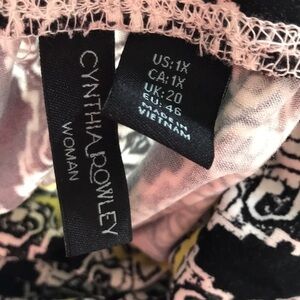 CYNTHIA ROWLEY
WOMAN
US: 1X
CA: 1X
UK: 20
EU: 46
MADE IN
VIETNAM